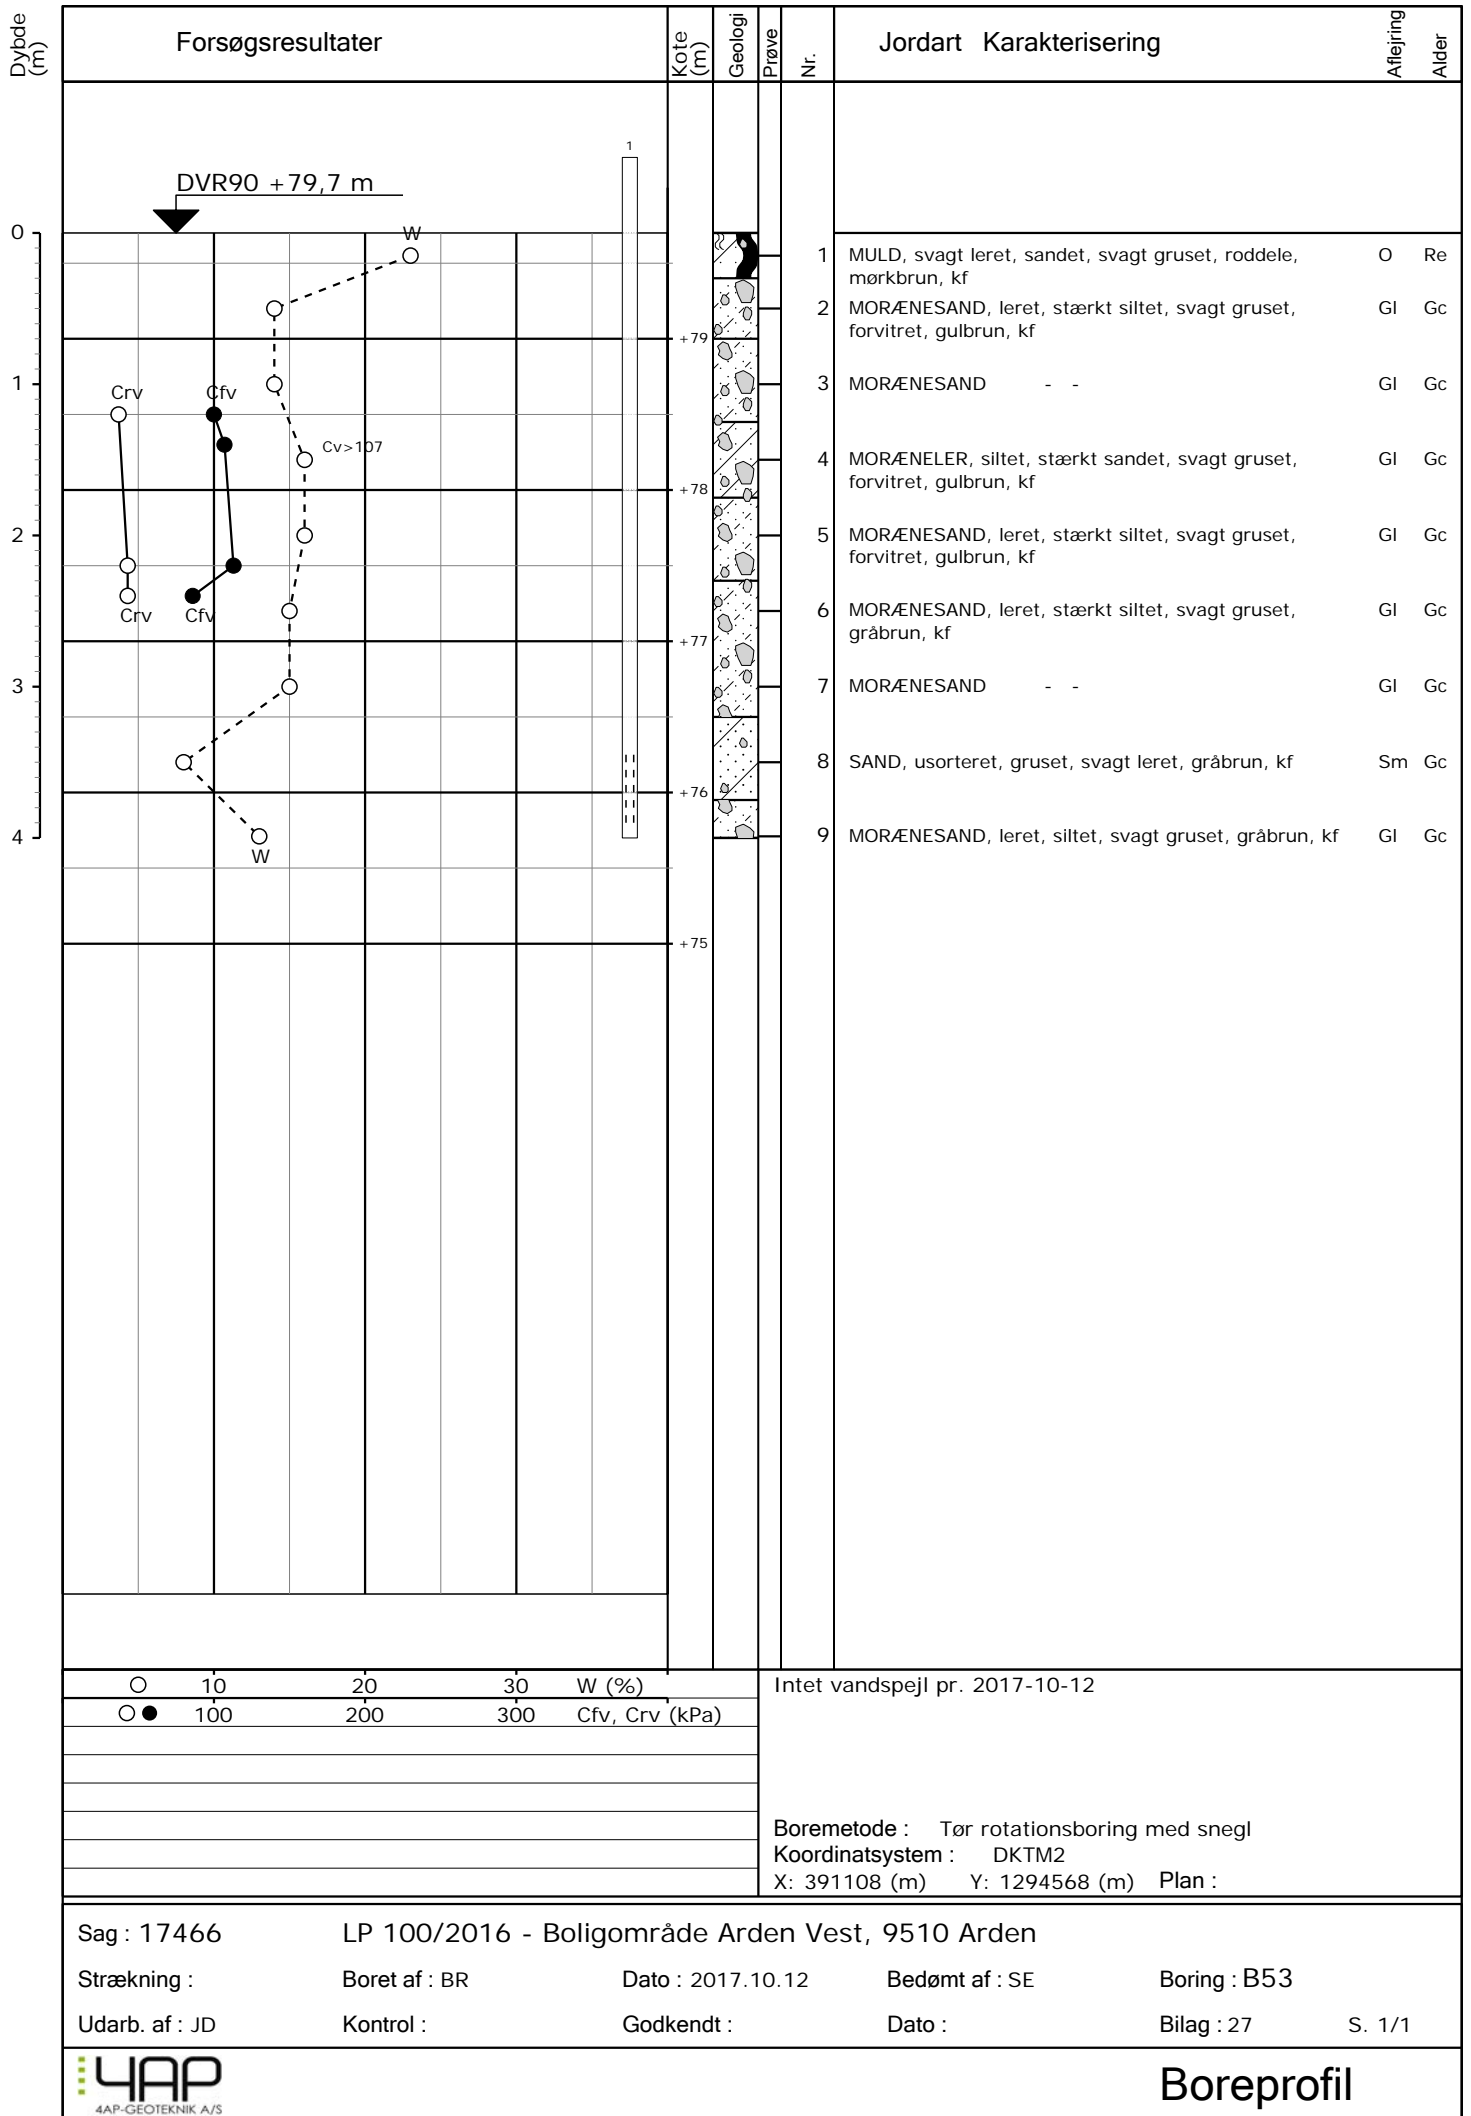 Dybde (m)
Forsøgsresultater
Kote (m)
Geologi
Prøve
Nr.
Jordart Karakterisering
Aflejring
Alder
1
DVR90 +79,7 m
0
W
1 MULD, svagt leret, sandet, svagt gruset, roddele, O Re
mørkbrun, kf
2 MORÆNESAND, leret, stærkt siltet, svagt gruset, Gl Gc
forvitret, gulbrun, kf
+79
1
Crv Cfv
3 MORÆNESAND - - Gl Gc
Cv>107
4 MORÆNELER, siltet, stærkt sandet, svagt gruset, Gl Gc
forvitret, gulbrun, kf
+78
2
5 MORÆNESAND, leret, stærkt siltet, svagt gruset, Gl Gc
forvitret, gulbrun, kf
Crv Cfv
6 MORÆNESAND, leret, stærkt siltet, svagt gruset, Gl Gc
gråbrun, kf
+77
3
7 MORÆNESAND - - Gl Gc
8 SAND, usorteret, gruset, svagt leret, gråbrun, kf Sm Gc
+76
4
W
9 MORÆNESAND, leret, siltet, svagt gruset, gråbrun, kf Gl Gc
+75
10 20 30 W (%)
100 200 300 Cfv, Crv (kPa)
Intet vandspejl pr. 2017-10-12
Boremetode : Tør rotationsboring med snegl
Koordinatsystem : DKTM2
X: 391108 (m) Y: 1294568 (m) Plan :
Sag : 17466 LP 100/2016 - Boligområde Arden Vest, 9510 Arden
Strækning : Boret af : BR Dato : 2017.10.12 Bedømt af : SE Boring : B53
Udarb. af : JD Kontrol : Godkendt : Dato : Bilag : 27 S. 1/1
4AP
4AP-GEOTEKNIK A/S
Boreprofil